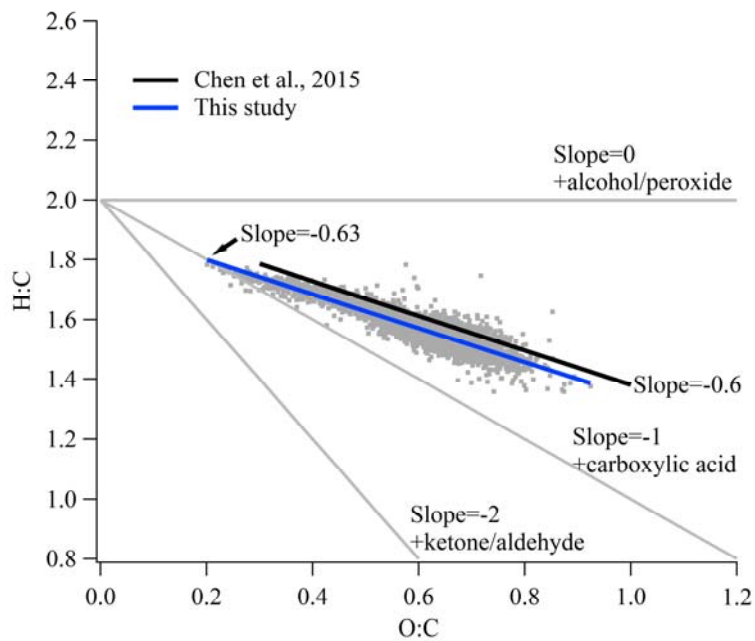 2.6
2.4
2.2
2.0
1.8
1.6
1.4
1.2
1.0
0.8
H:C
Chen et al., 2015
This study
Slope=0
+alcohol/peroxide
Slope=-0.63
Slope=-0.6
Slope=-1
+carboxylic acid
Slope=-2
+ketone/aldehyde
0.0 0.2 0.4 0.6 0.8 1.0 1.2
O:C